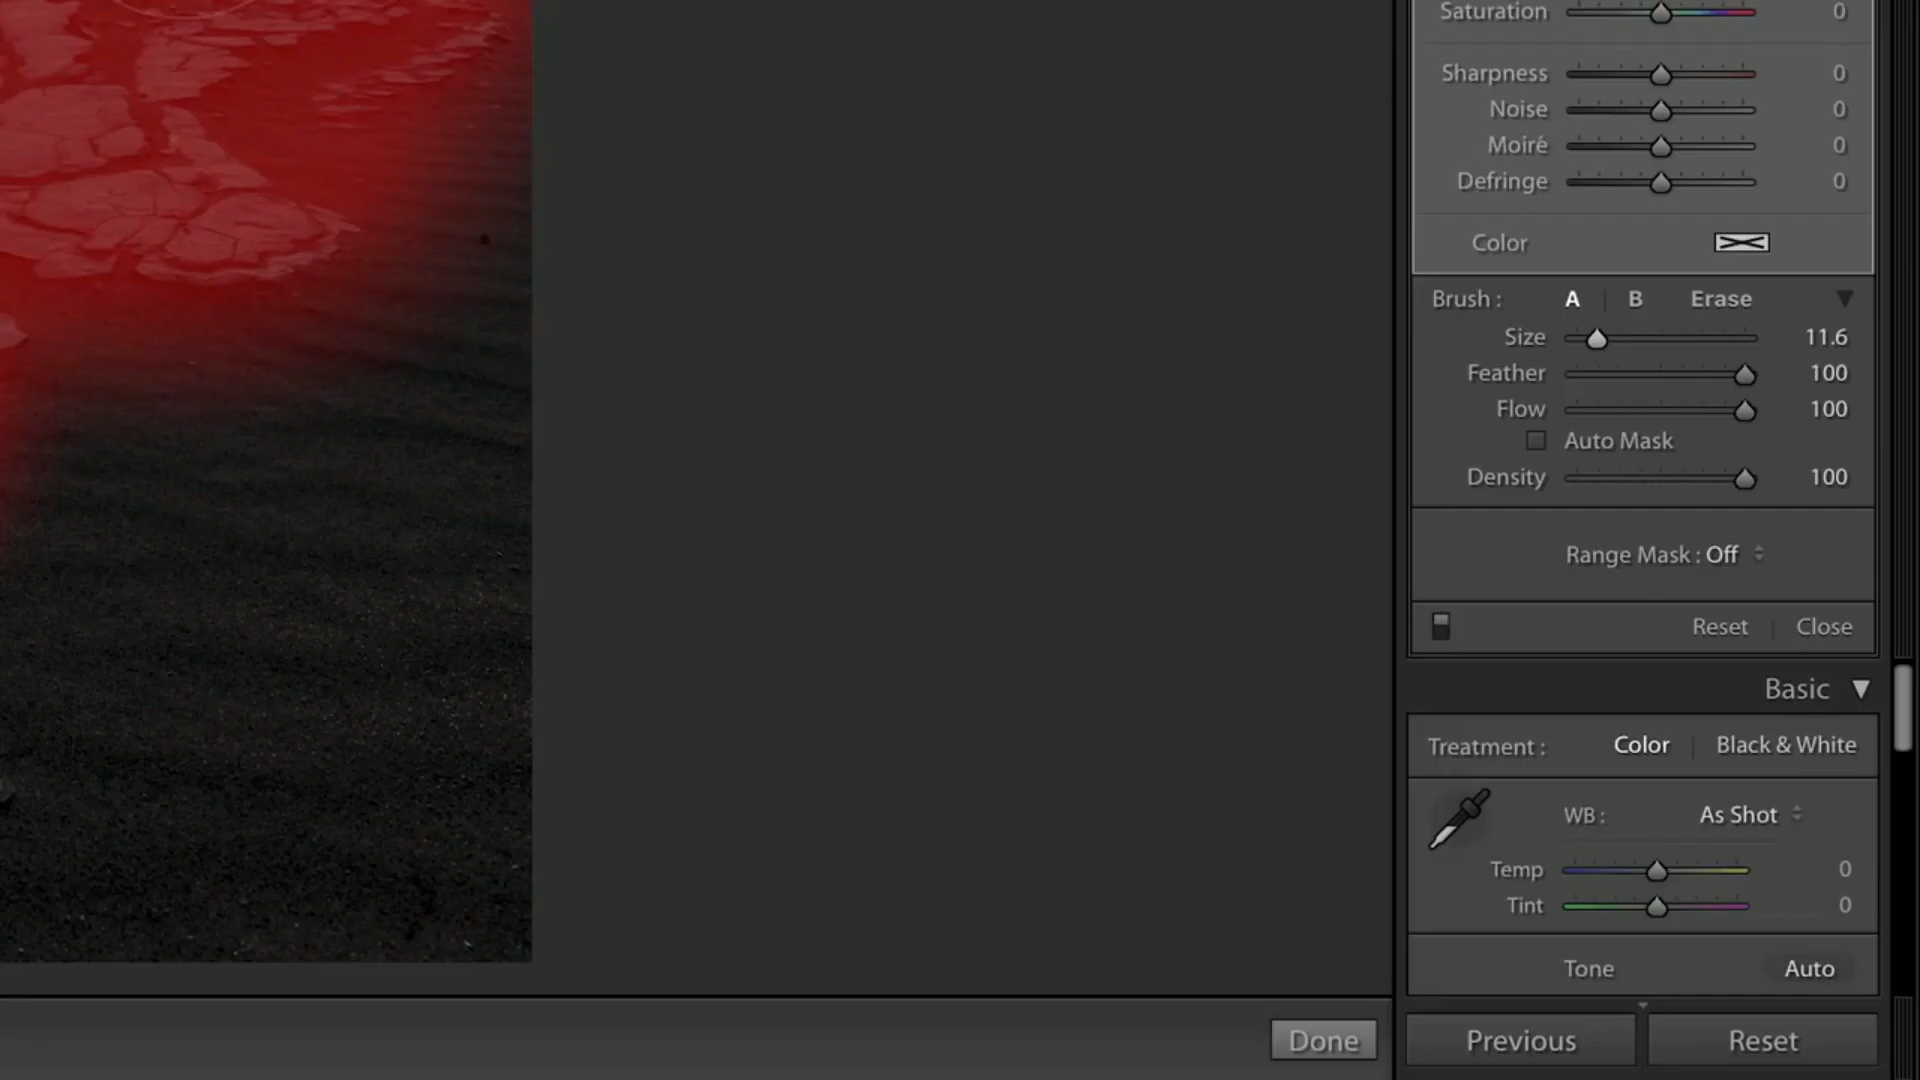 Saturation 0
Sharpness 0
Noise 0
Moiré 0
Defringe 0
Color
Brush : A B Erase
Size 11.6
Feather 100
Flow 100
Auto Mask
Density 100
Range Mask : Off
Reset Close
Basic
Treatment : Color Black & White
WB : As Shot
Temp 0
Tint 0
Tone Auto
Done Previous Reset